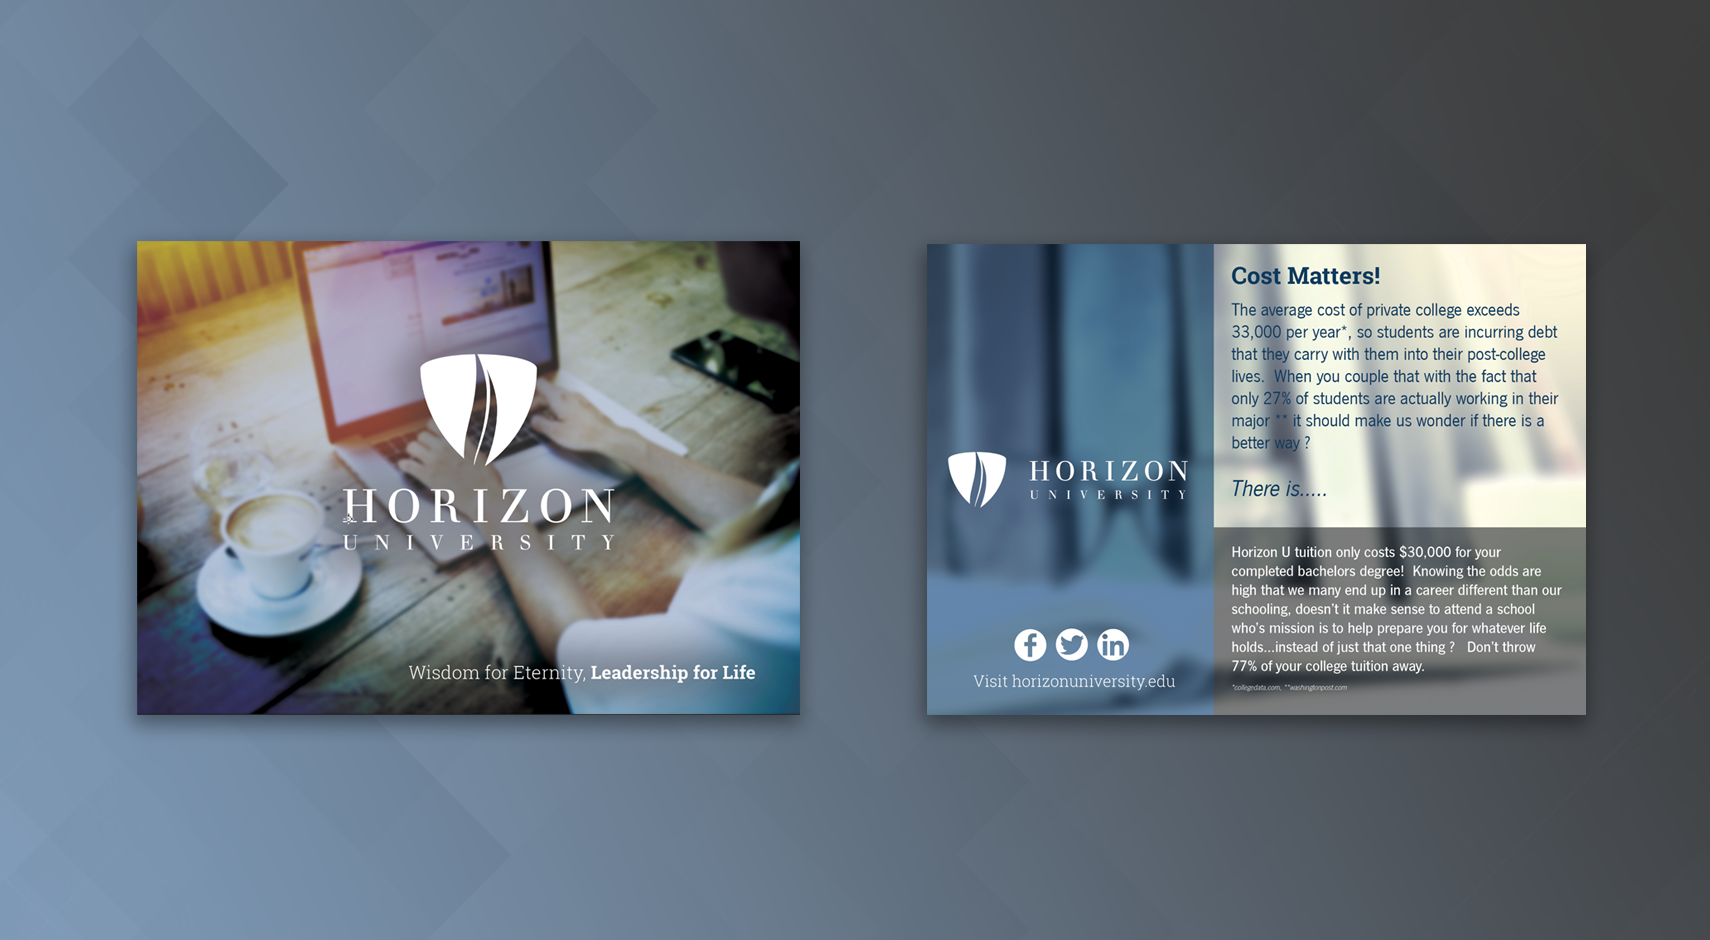 HORIZON
UNIVERSITY
Wisdom for Eternity, Leadership for Life
HORIZON
UNIVERSITY
Visit horizonuniversity.edu
Cost Matters!
The average cost of private college exceeds
33,000 per year*, so students are incurring debt
that they carry with them into their post-college
lives.  When you couple that with the fact that
only 27% of students are actually working in their
major ** it should make us wonder if there is a
better way ?
There is.....
Horizon U tuition only costs $30,000 for your
completed bachelors degree!  Knowing the odds are
high that we many end up in a career different than our
schooling, doesn't it make sense to attend a school
who's mission is to help prepare you for whatever life
holds...instead of just that one thing ?   Don't throw
77% of your college tuition away.
*collegedata.com, **washingtonpost.com